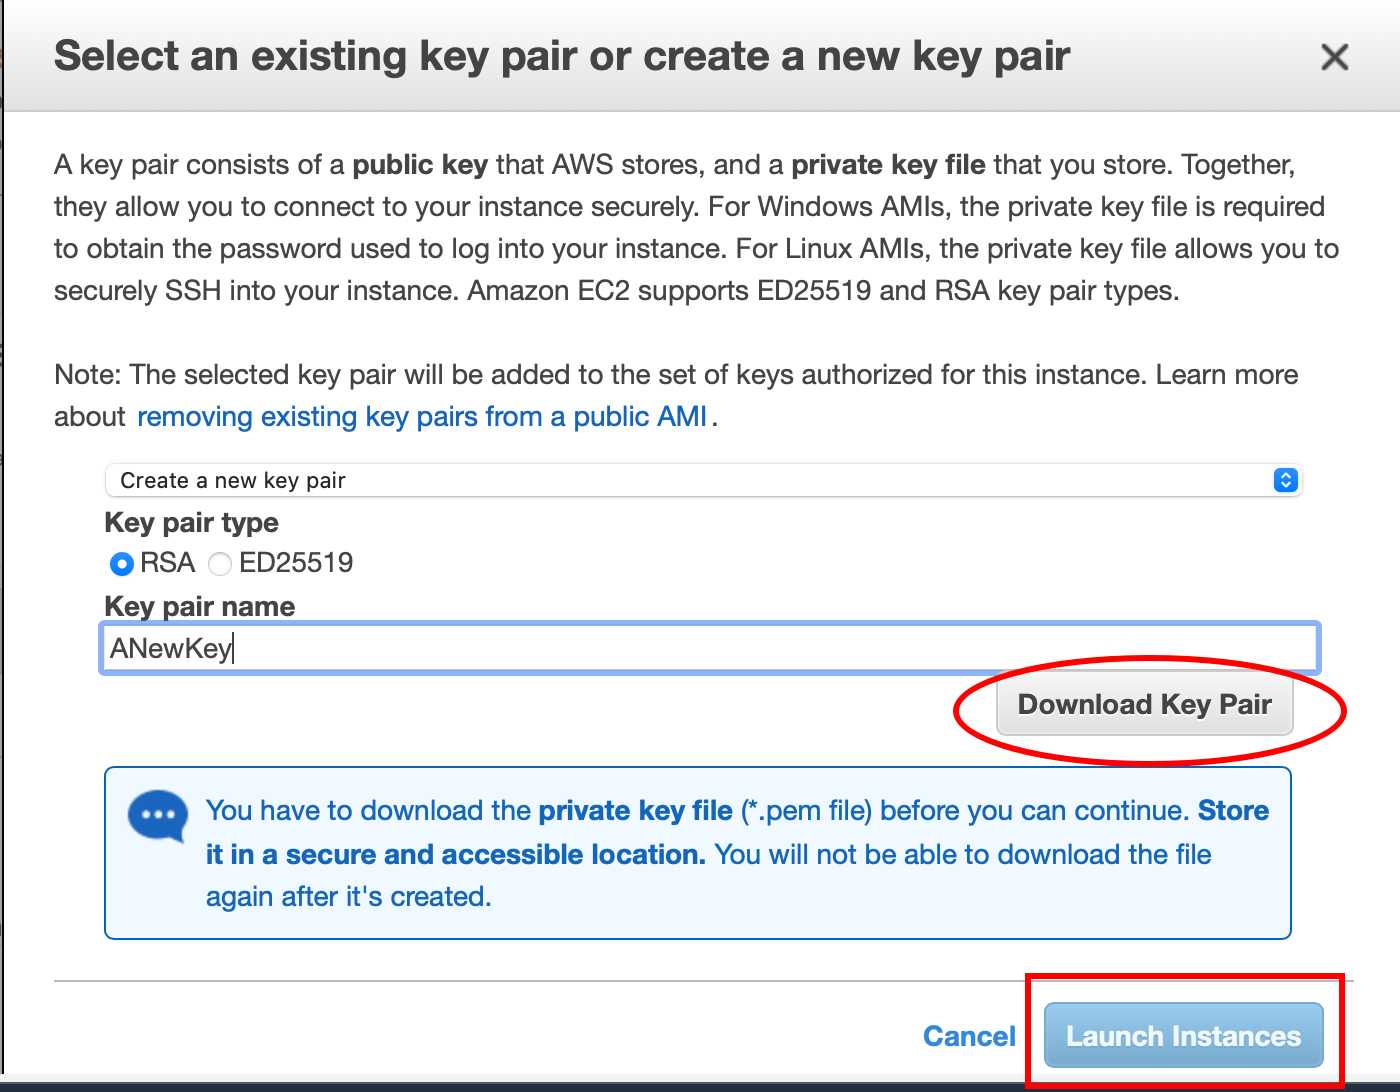 Select an existing key pair or create a new key pair
A key pair consists of a public key that AWS stores, and a private key file that you store. Together,
they allow you to connect to your instance securely. For Windows AMIs, the private key file is required
to obtain the password used to log into your instance. For Linux AMIs, the private key file allows you to
securely SSH into your instance. Amazon EC2 supports ED25519 and RSA key pair types.
Note: The selected key pair will be added to the set of keys authorized for this instance. Learn more
about removing existing key pairs from a public AMI.
Create a new key pair
Key pair type
RSA ED25519
Key pair name
ANewKey
Download Key Pair
You have to download the private key file (*.pem file) before you can continue. Store
it in a secure and accessible location. You will not be able to download the file
again after it's created.
Cancel Launch Instances